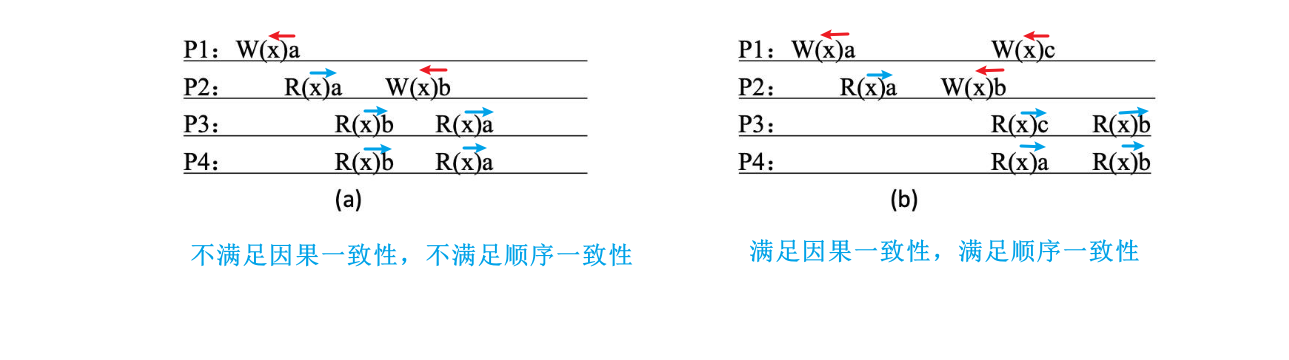 P1: W(x)a
P2: R(x)a W(x)b
P3: R(x)b R(x)a
P4: R(x)b R(x)a
(a)
不满足因果一致性，不满足顺序一致性
P1: W(x)a W(x)c
P2: R(x)a W(x)b
P3: R(x)c R(x)b
P4: R(x)a R(x)b
(b)
满足因果一致性，满足顺序一致性